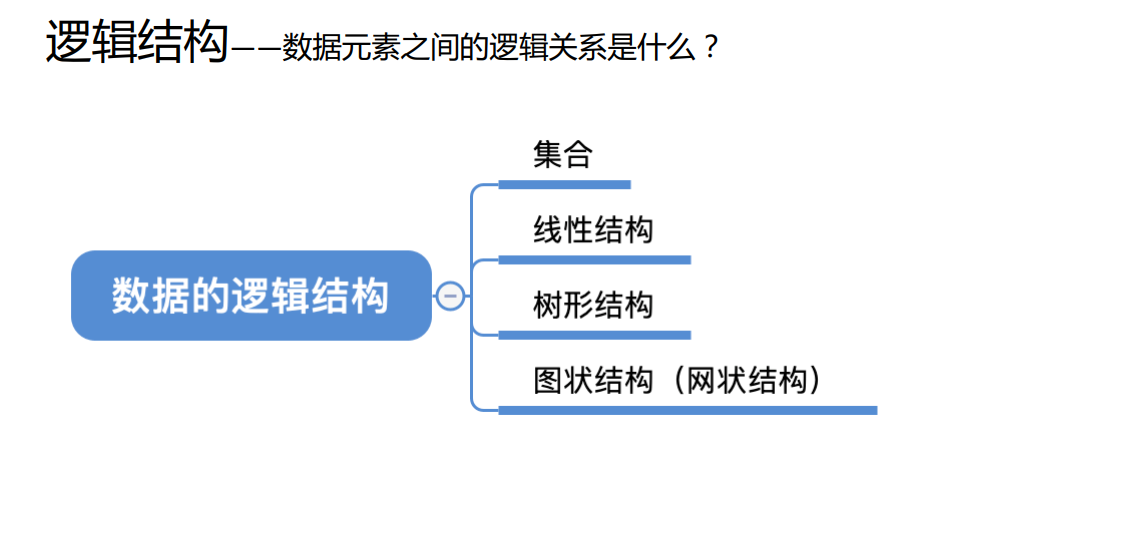 逻辑结构——数据元素之间的逻辑关系是什么？
集合
线性结构
数据的逻辑结构
树形结构
图状结构（网状结构）